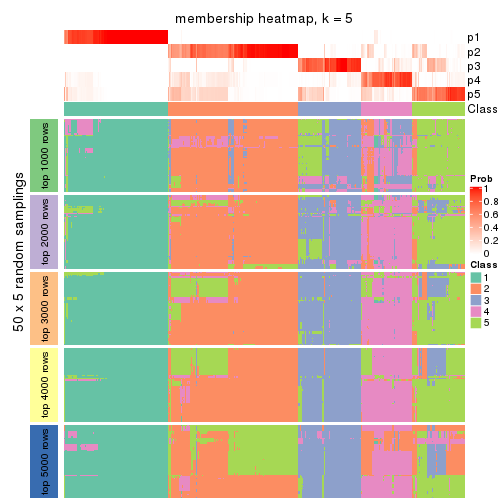 membership heatmap, k = 5
p1
p2
p3
p4
p5
Class
50 x 5 random samplings
top 1000 rows
top 2000 rows
top 3000 rows
top 4000 rows
top 5000 rows
Prob
1
0.8
0.6
0.4
0.2
0
Class
1
2
3
4
5